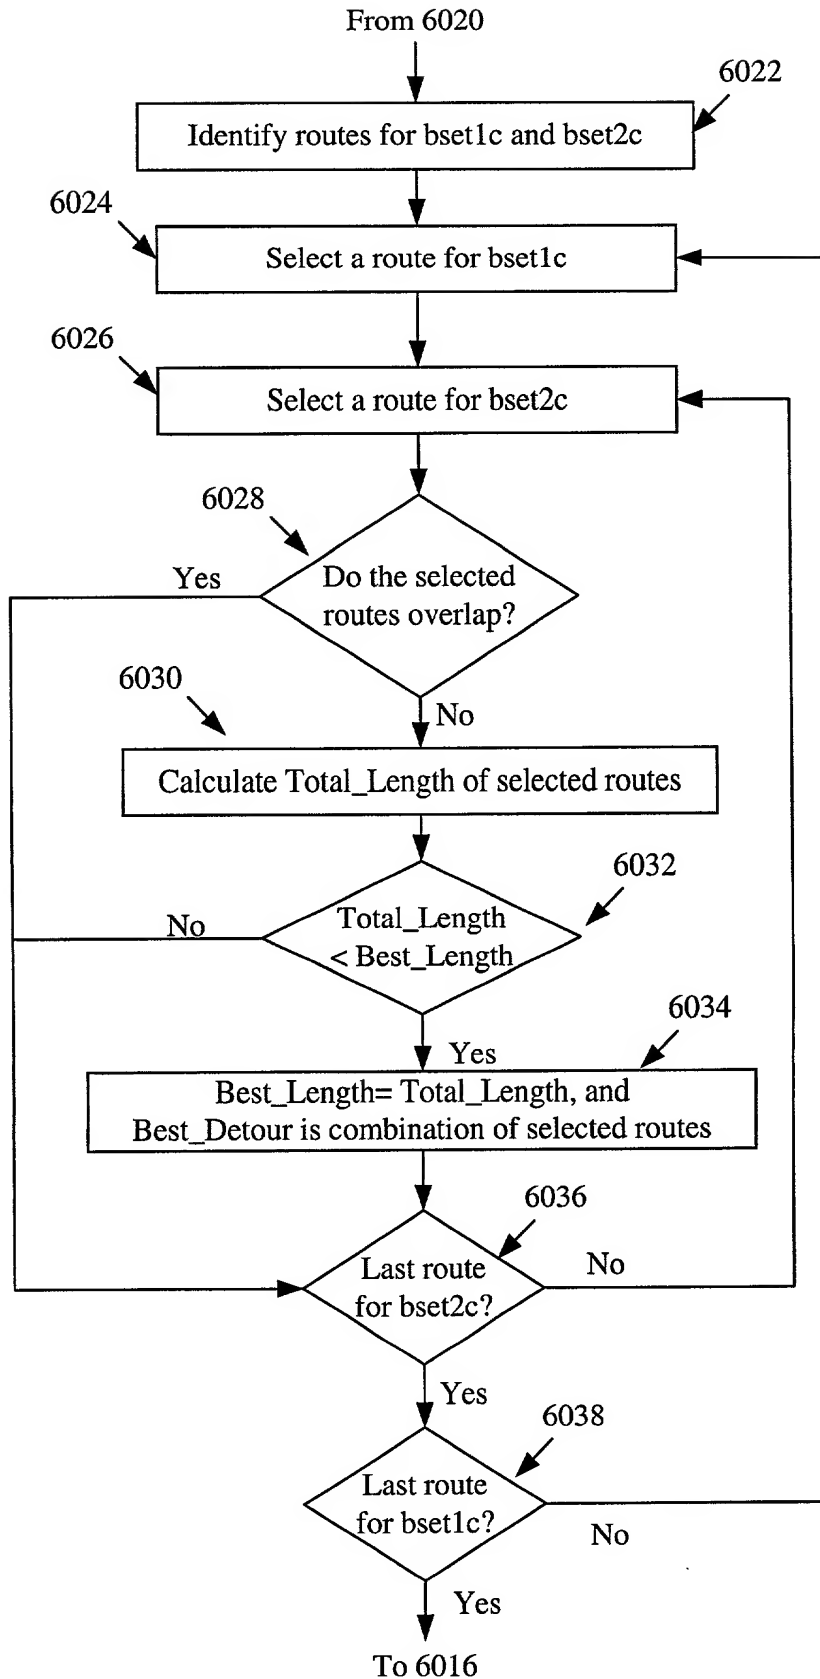 From 6020
6022
Identify routes for bset1c and bset2c
6024
Select a route for bset1c
6026
Select a route for bset2c
6028
Yes
Do the selected
routes overlap?
6030
No
Calculate Total_Length of selected routes
6032
Total_Length
< Best_Length
No
6034
Yes
Best_Length= Total_Length, and
Best_Detour is combination of selected routes
6036
Last route
for bset2c?
No
Yes
6038
Last route
for bset1c?
No
Yes
To 6016